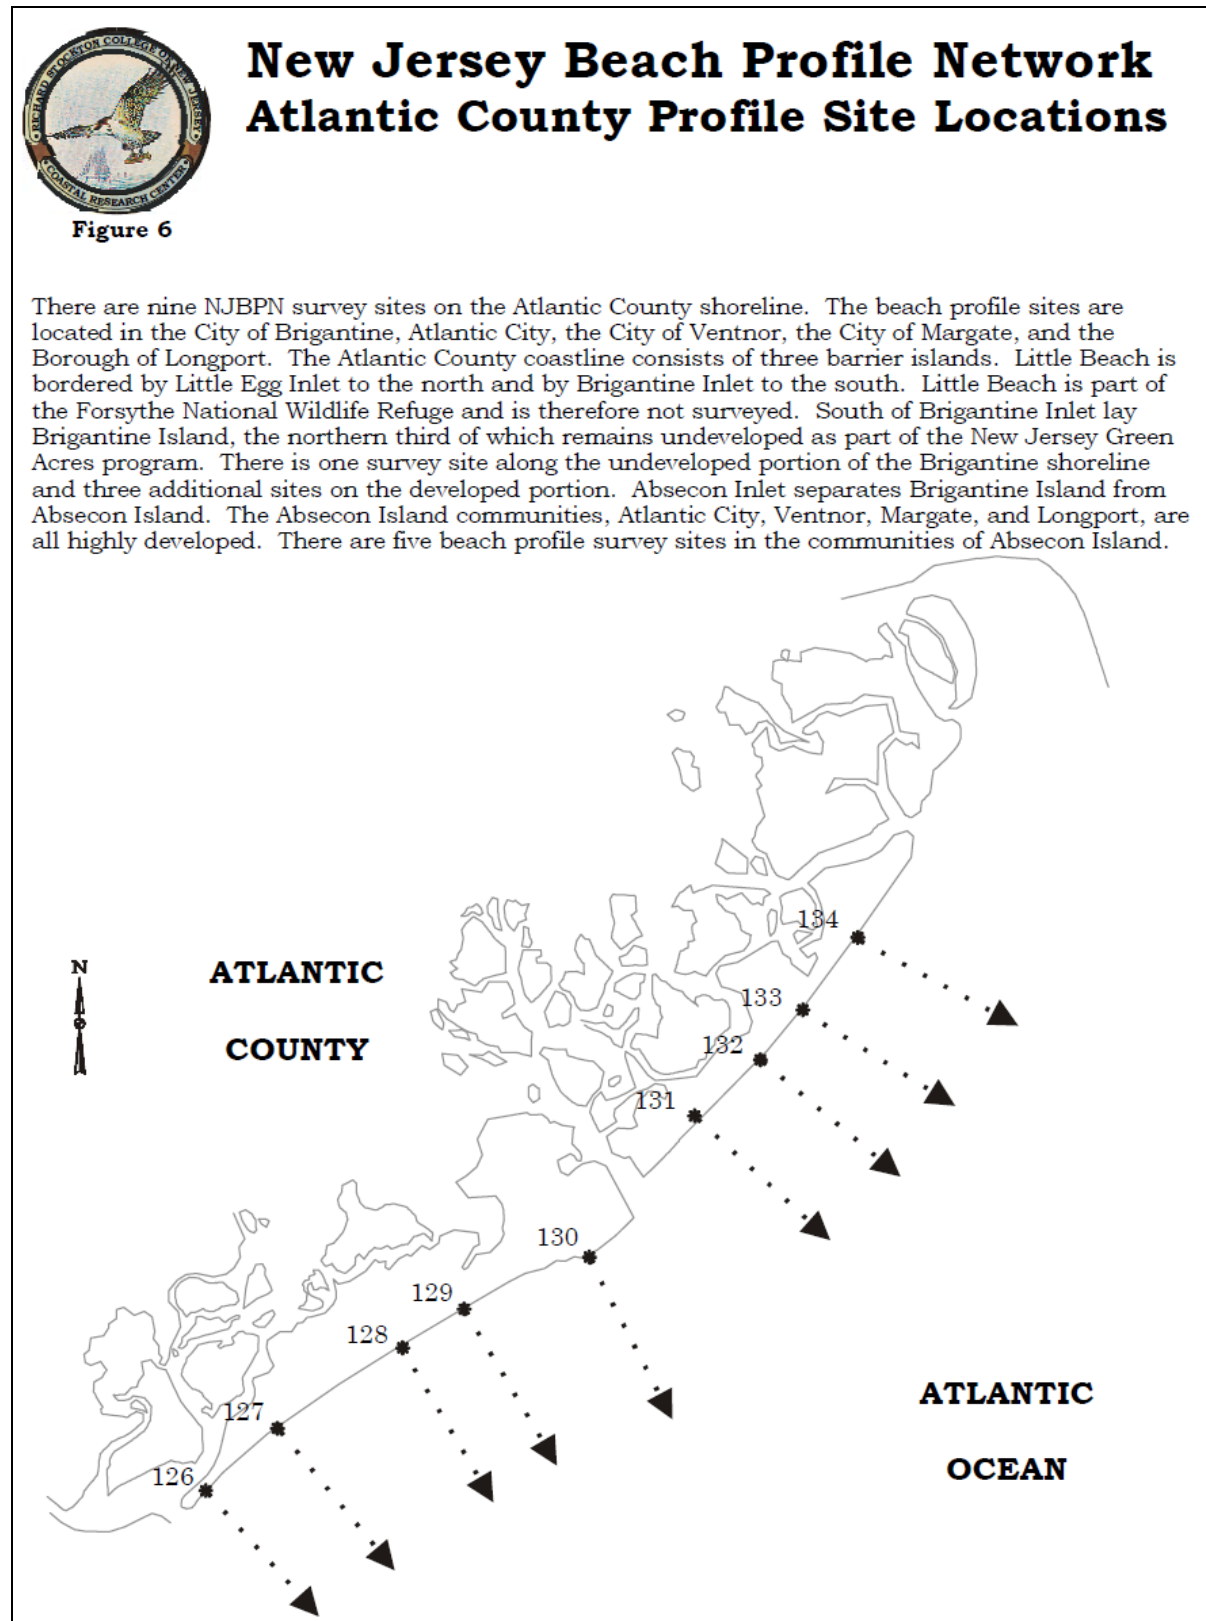 RICHARD STOCKTON COLLEGE OF NEW JERSEY
COASTAL RESEARCH CENTER
Figure 6
New Jersey Beach Profile Network
Atlantic County Profile Site Locations
There are nine NJBPN survey sites on the Atlantic County shoreline.  The beach profile sites are
located in the City of Brigantine, Atlantic City, the City of Ventnor, the City of Margate, and the
Borough of Longport.  The Atlantic County coastline consists of three barrier islands.  Little Beach is
bordered by Little Egg Inlet to the north and by Brigantine Inlet to the south.  Little Beach is part of
the Forsythe National Wildlife Refuge and is therefore not surveyed.  South of Brigantine Inlet lay
Brigantine Island, the northern third of which remains undeveloped as part of the New Jersey Green
Acres program.  There is one survey site along the undeveloped portion of the Brigantine shoreline
and three additional sites on the developed portion.  Absecon Inlet separates Brigantine Island from
Absecon Island.  The Absecon Island communities, Atlantic City, Ventnor, Margate, and Longport, are
all highly developed.  There are five beach profile survey sites in the communities of Absecon Island.
134
N
ATLANTIC
COUNTY
133
132
131
130
129
128
127
126
ATLANTIC
OCEAN